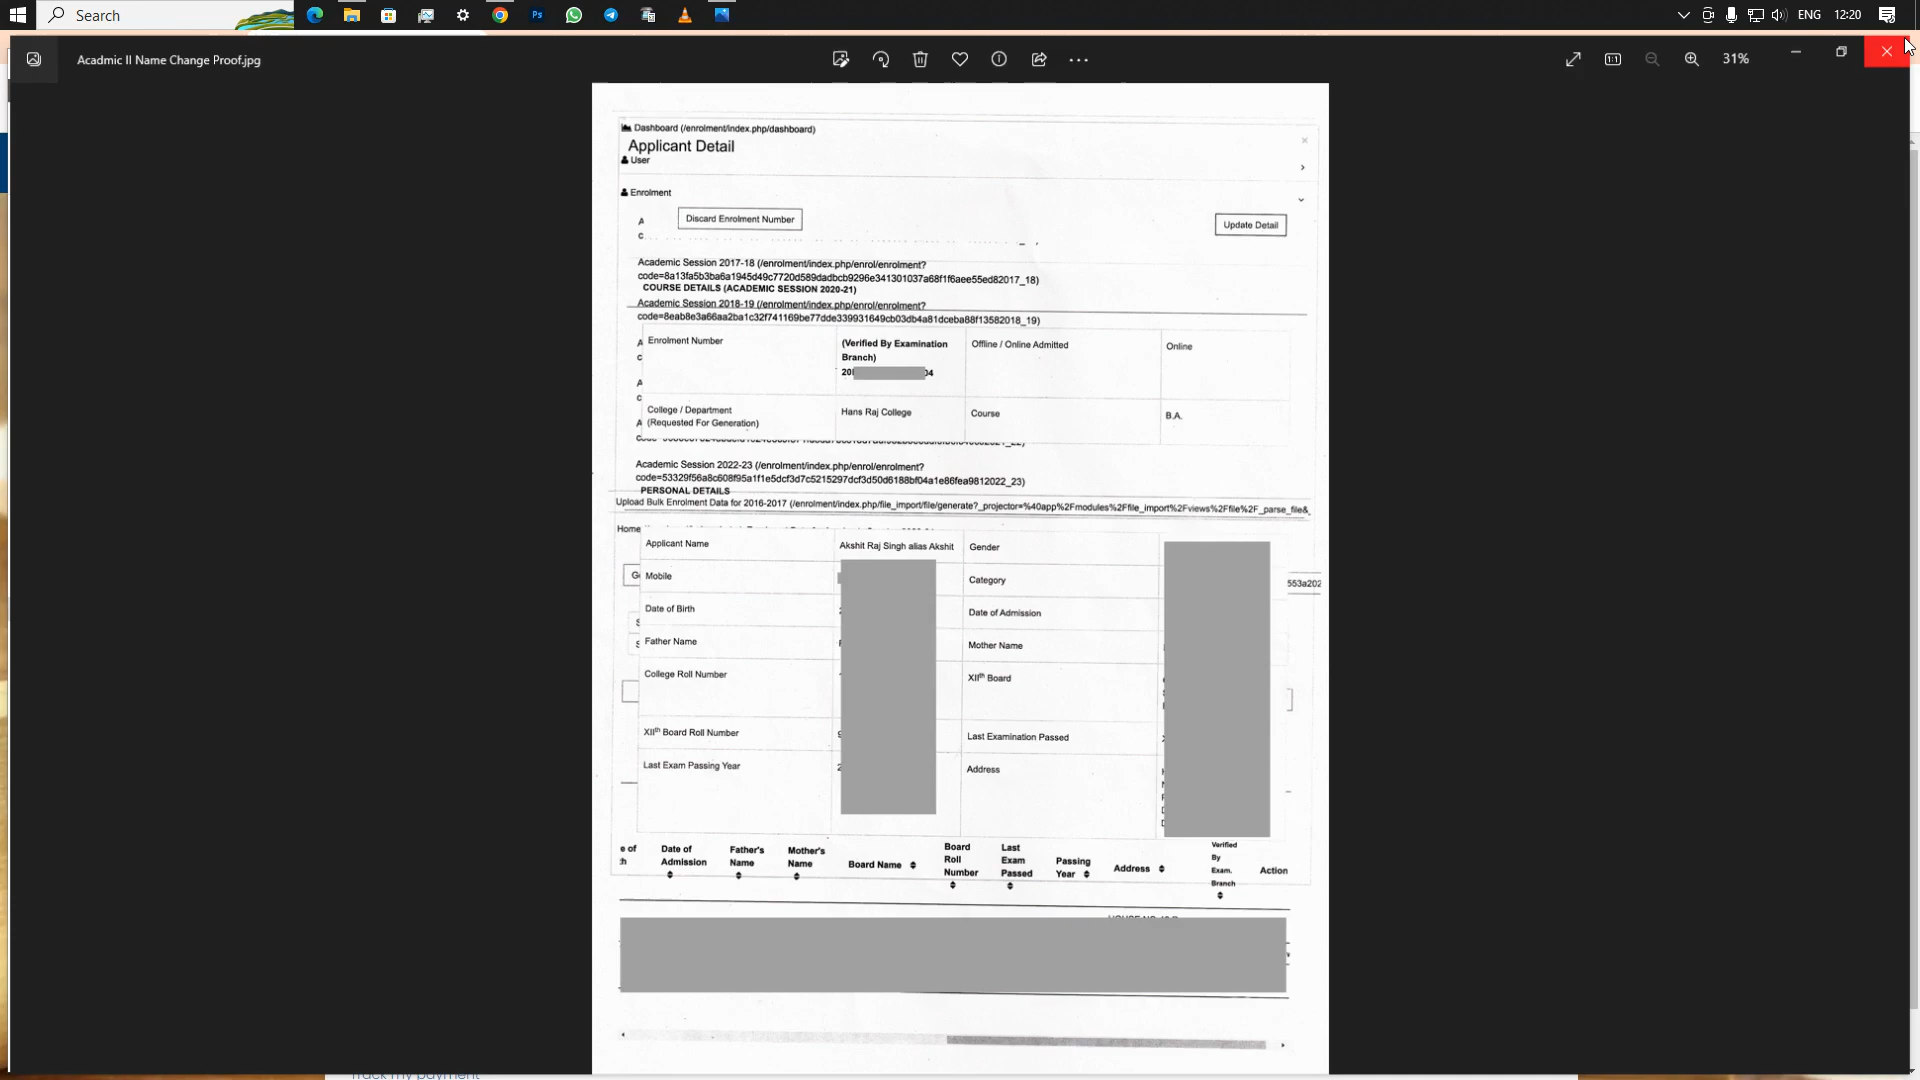 Search
ENG
12:20
Acadmic II Name Change Proof.jpg
31%
Dashboard (/enrolment/index.php/dashboard)
Applicant Detail
User
Enrolment
Discard Enrolment Number
Update Detail
Academic Session 2017-18 (/enrolment/index.php/enrol/enrolment?
code=8a13fa5b3ba6a1945d49c7720d589dadbcb9296e341301037a68f1f6aee55ed82017_18)
COURSE DETAILS (ACADEMIC SESSION 2020-21)
Academic Session 2018-19 (/enrolment/index.php/enrol/enrolment?
code=8eab8e3a66aa2ba1c32f741169be77dde339931649cb03db4a81dceba88f13582018_19)
Enrolment Number
(Verified By Examination
Branch)
Offline / Online Admitted
Online
College / Department
(Requested For Generation)
Hans Raj College
Course
B.A.
Academic Session 2022-23 (/enrolment/index.php/enrol/enrolment?
code=53329f56a8c608f95a1f1e5dcf3d7c5215297dcf3d50d6188bf04a1e86fea9812022_23)
PERSONAL DETAILS
Upload Bulk Enrolment Data for 2016-2017 (/enrolment/index.php/file_import/file/generate?_projector=%40app%2Fmodules%2Ffile_import%2Fviews%2Ffile%2F_parse_file&
Home
Applicant Name
Akshit Raj Singh alias Akshit
Gender
Mobile
Category
553a202
Date of Birth
Date of Admission
Father Name
Mother Name
College Roll Number
XIIth Board
XIIth Board Roll Number
Last Examination Passed
Last Exam Passing Year
Address
Date of Admission
Father's Name
Mother's Name
Board Name
Board Roll Number
Last Exam Passed
Passing Year
Address
Verified By Exam. Branch
Action
Track my payment